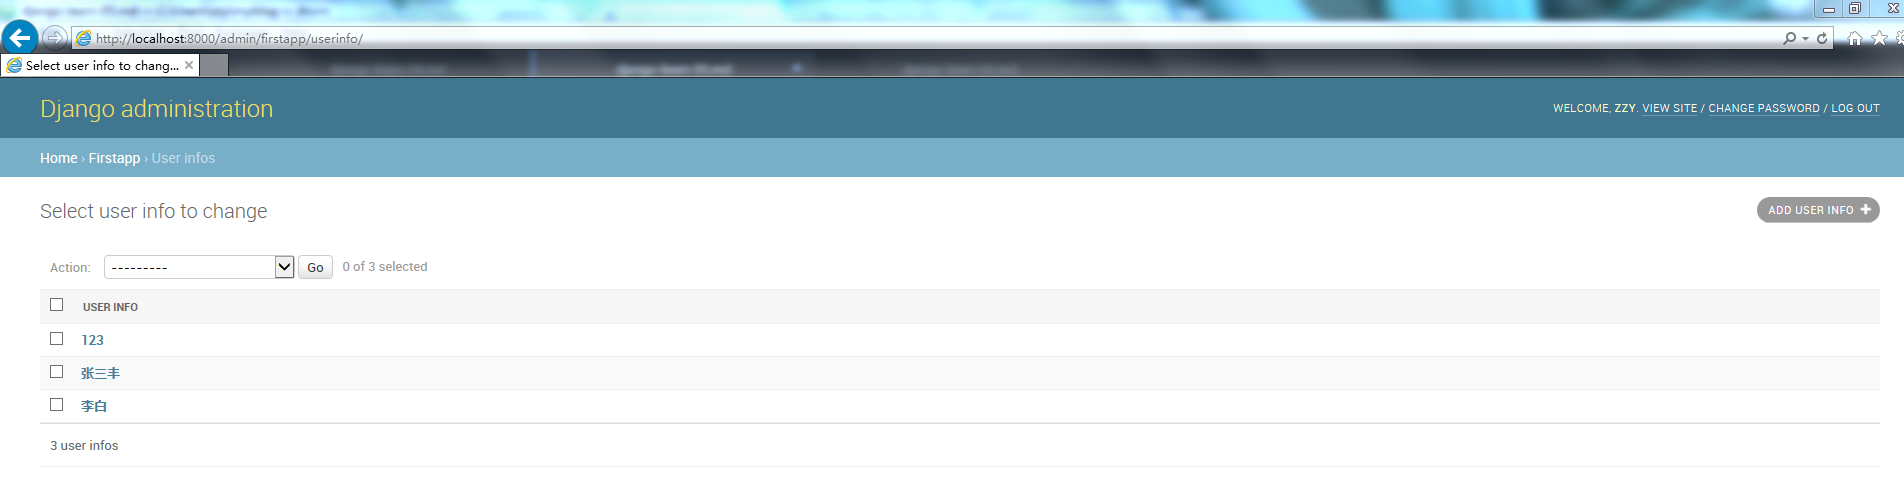 http://localhost:8000/admin/firstapp/userinfo/
Select user info to chang...
Django administration
WELCOME, ZZY. VIEW SITE / CHANGE PASSWORD / LOG OUT
Home › Firstapp › User infos
Select user info to change
ADD USER INFO +
Action: --------- Go 0 of 3 selected
USER INFO
123
张三丰
李白
3 user infos